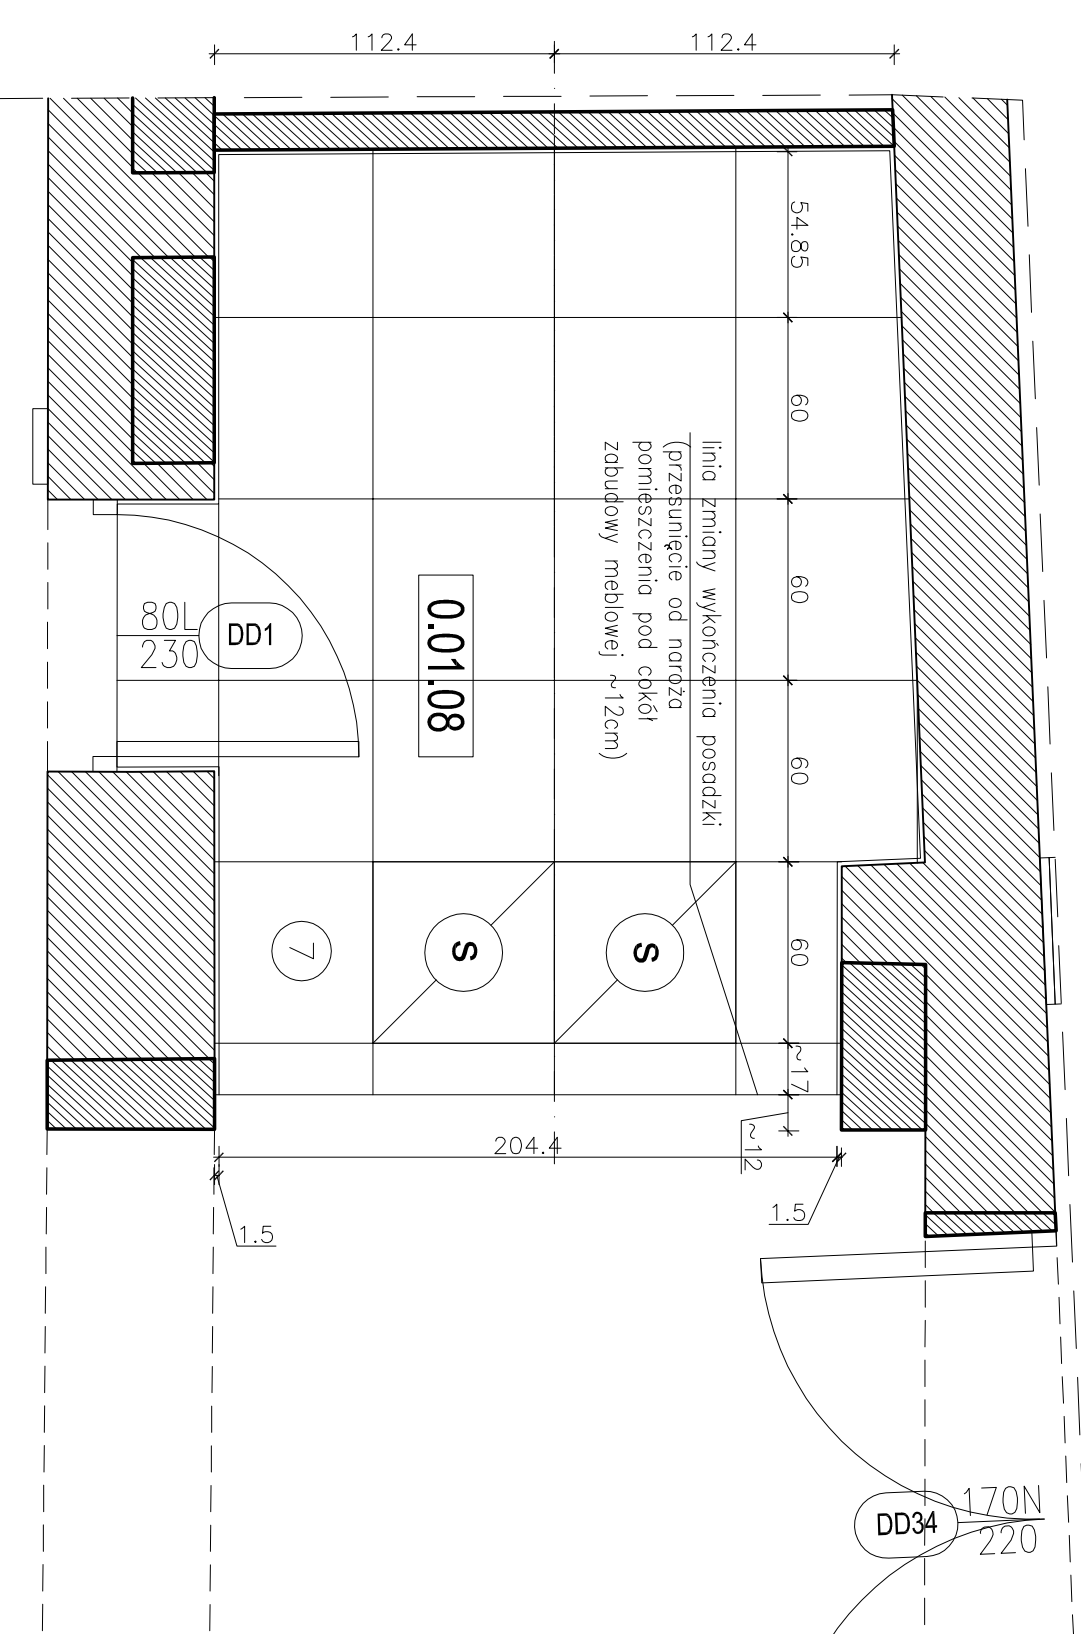 112.4
112.4
54.85
60
60
60
60
~17
~12
linia zmiany wykończenia posadzki
(przesunięcie od naroża
pomieszczenia pod cokół
zabudowy meblowej ~12cm)
0.01.08
80L
230
DD1
7
S
S
204.4
1.5
1.5
DD34
170N
220